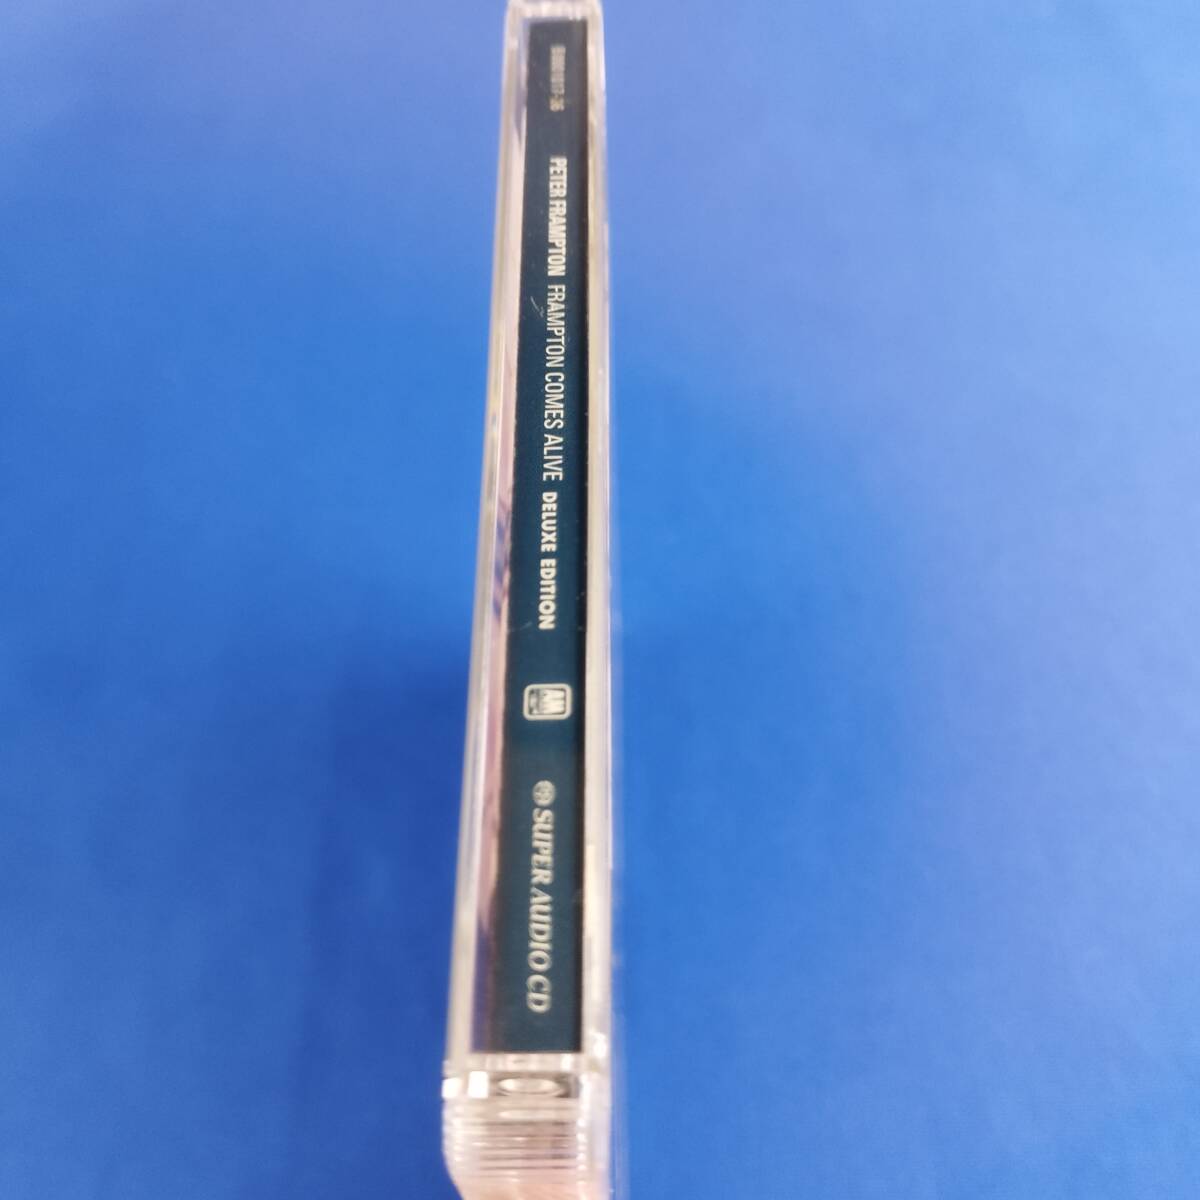 PETER FRAMPTON FRAMPTON COMES ALIVE DELUXE EDITION
SUPER AUDIO CD